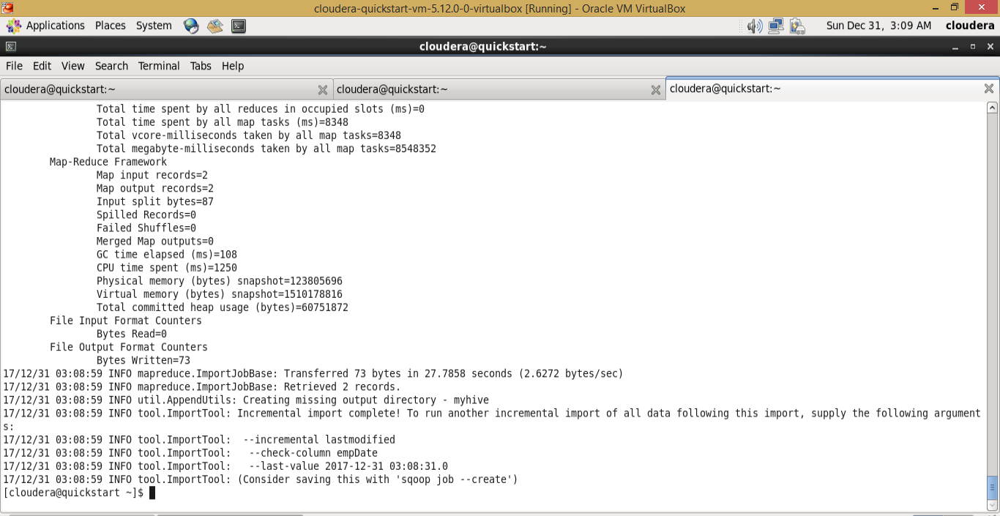 cloudera-quickstart-vm-5.12.0-0-virtualbox [Running] - Oracle VM VirtualBox
Applications Places System Sun Dec 31, 3:09 AM cloudera
cloudera@quickstart:~
File Edit View Search Terminal Tabs Help
cloudera@quickstart:~ cloudera@quickstart:~ cloudera@quickstart:~
Total time spent by all reduces in occupied slots (ms)=0
Total time spent by all map tasks (ms)=8348
Total vcore-milliseconds taken by all map tasks=8348
Total megabyte-milliseconds taken by all map tasks=8548352
Map-Reduce Framework
Map input records=2
Map output records=2
Input split bytes=87
Spilled Records=0
Failed Shuffles=0
Merged Map outputs=0
GC time elapsed (ms)=108
CPU time spent (ms)=1250
Physical memory (bytes) snapshot=123805696
Virtual memory (bytes) snapshot=1510178816
Total committed heap usage (bytes)=60751872
File Input Format Counters
Bytes Read=0
File Output Format Counters
Bytes Written=73
17/12/31 03:08:59 INFO mapreduce.ImportJobBase: Transferred 73 bytes in 27.7858 seconds (2.6272 bytes/sec)
17/12/31 03:08:59 INFO mapreduce.ImportJobBase: Retrieved 2 records.
17/12/31 03:08:59 INFO util.AppendUtils: Creating missing output directory - myhive
17/12/31 03:08:59 INFO tool.ImportTool: Incremental import complete! To run another incremental import of all data following this import, supply the following argument
s:
17/12/31 03:08:59 INFO tool.ImportTool:  --incremental lastmodified
17/12/31 03:08:59 INFO tool.ImportTool:   --check-column empDate
17/12/31 03:08:59 INFO tool.ImportTool:   --last-value 2017-12-31 03:08:31.0
17/12/31 03:08:59 INFO tool.ImportTool: (Consider saving this with 'sqoop job --create')
[cloudera@quickstart ~]$